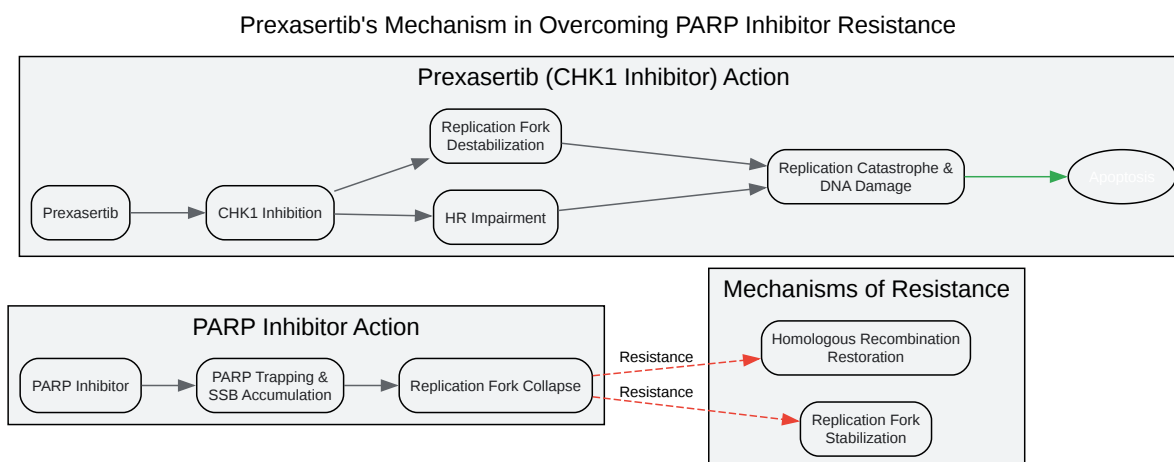 Prexasertib's Mechanism in Overcoming PARP Inhibitor Resistance
Prexasertib (CHK1 Inhibitor) Action
Prexasertib
CHK1 Inhibition
Replication Fork
Destabilization
HR Impairment
Replication Catastrophe &
DNA Damage
Apoptosis
PARP Inhibitor Action
PARP Inhibitor
PARP Trapping &
SSB Accumulation
Replication Fork Collapse
Resistance
Resistance
Mechanisms of Resistance
Homologous Recombination
Restoration
Replication Fork
Stabilization